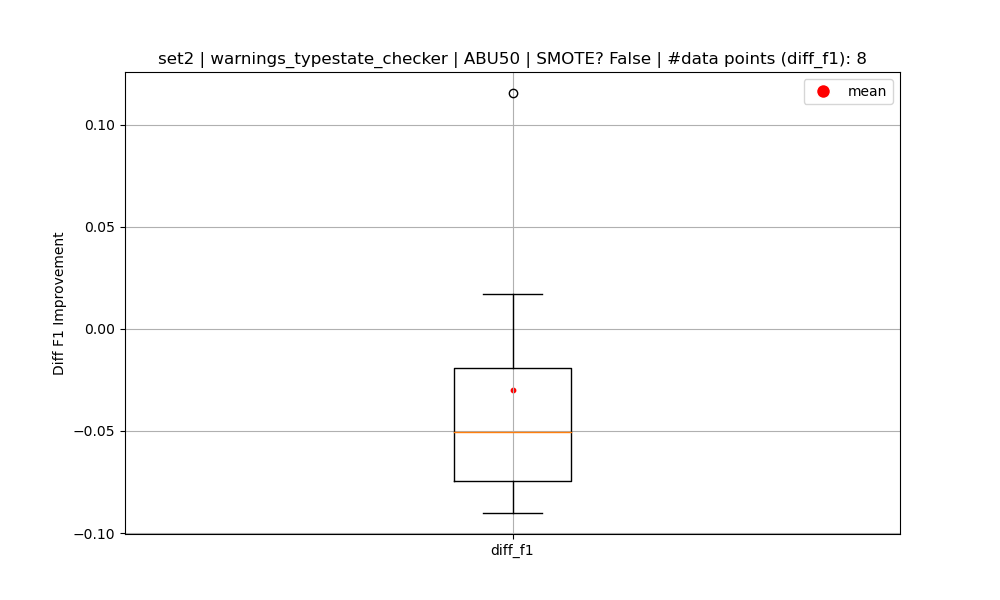 set2 | warnings_typestate_checker | ABU50 | SMOTE? False | #data points (diff_f1): 8
mean
0.10
0.05
0.00
−0.05
−0.10
Diff F1 Improvement
diff_f1